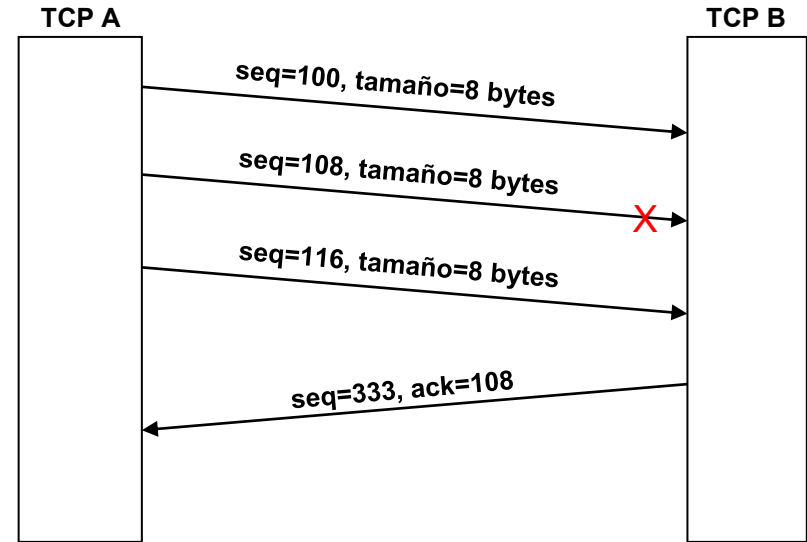 TCP A
TCP B
seq=100, tamaño=8 bytes
seq=108, tamaño=8 bytes
X
seq=116, tamaño=8 bytes
seq=333, ack=108